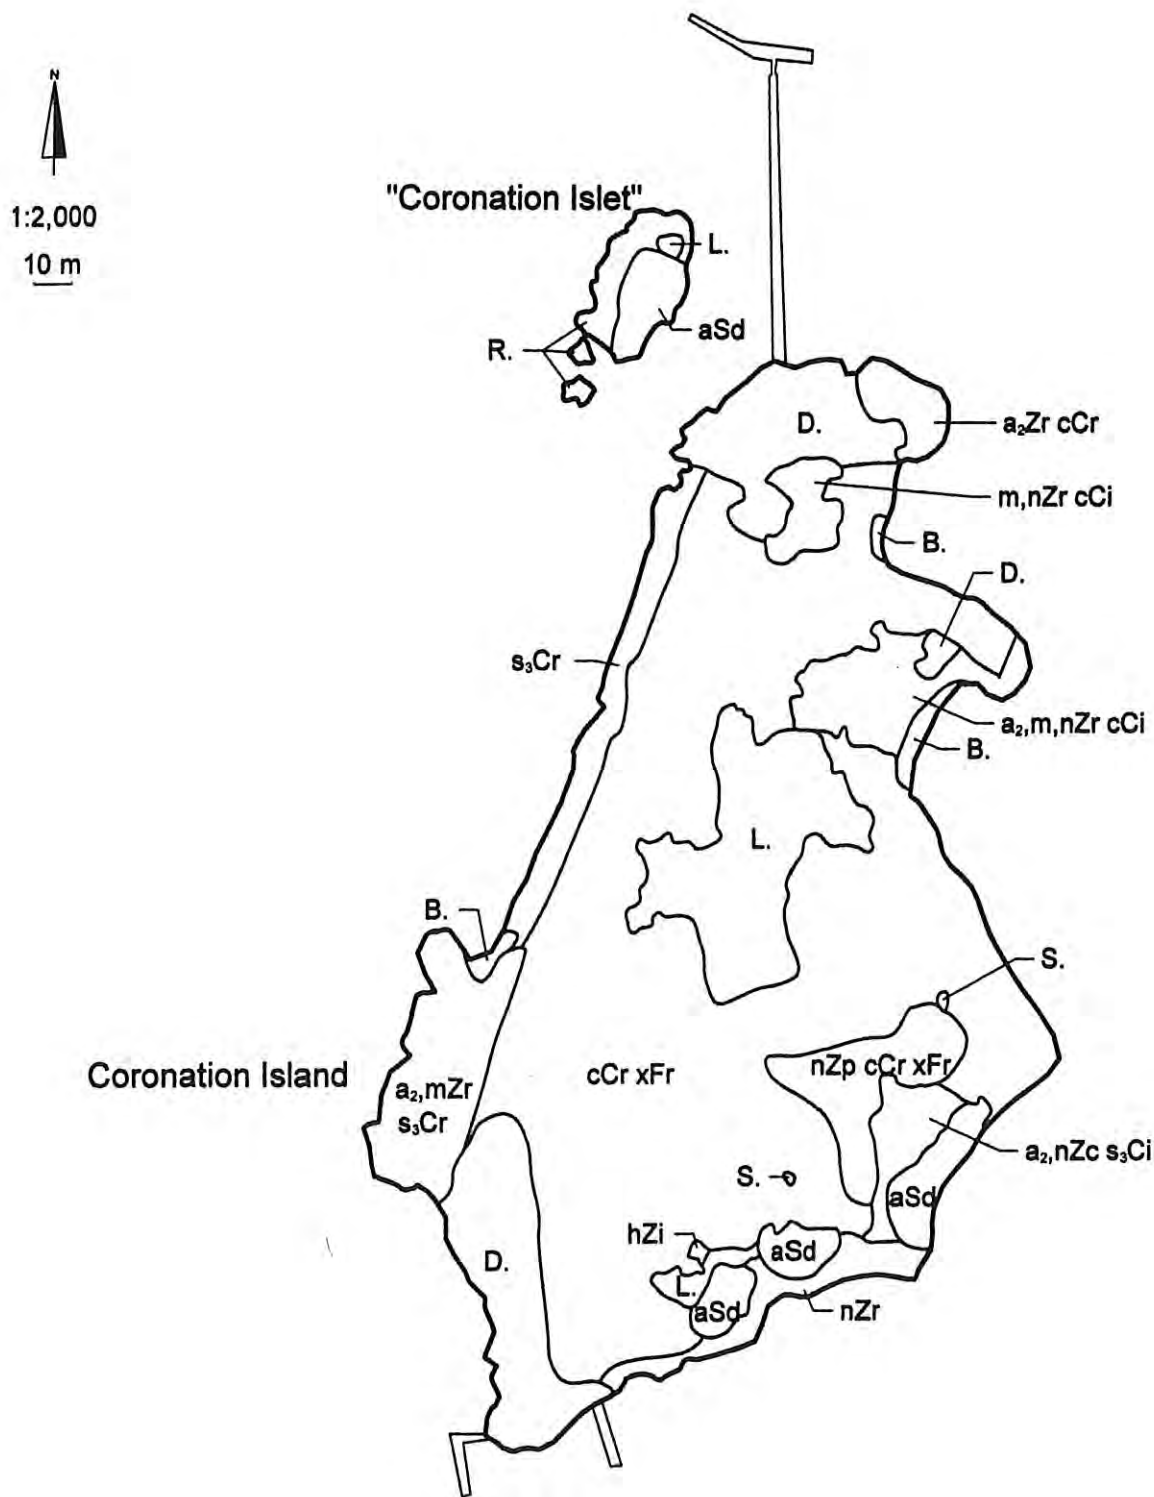 N
1:2,000
10 m
"Coronation Islet"
L.
aSd
R.
D.
a₂Zr cCr
m,nZr cCi
B.
D.
s₃Cr
a₂,m,nZr cCi
B.
L.
B.
S.
Coronation Island
a₂,mZr
s₃Cr
cCr xFr
nZp cCr xFr
a₂,nZc s₃Ci
S.
aSd
hZi
aSd
D.
L.
aSd
nZr